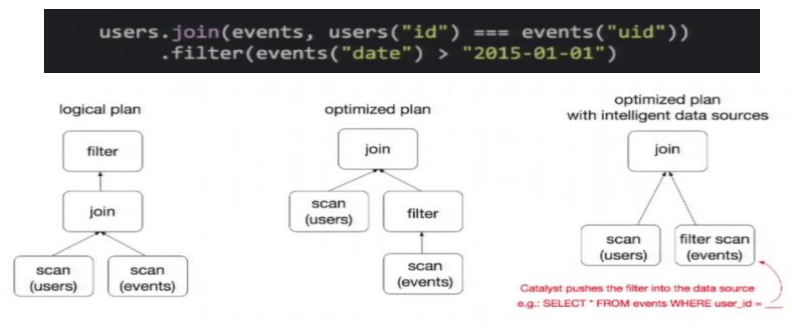 users.join(events, users("id") === events("uid"))
.filter(events("date") > "2015-01-01")
logical plan
filter
join
scan
(users)
scan
(events)
optimized plan
join
scan
(users)
filter
scan
(events)
optimized plan
with intelligent data sources
join
scan
(users)
filter scan
(events)
Catalyst pushes the filter into the data source
e.g.: SELECT * FROM events WHERE user_id = ___